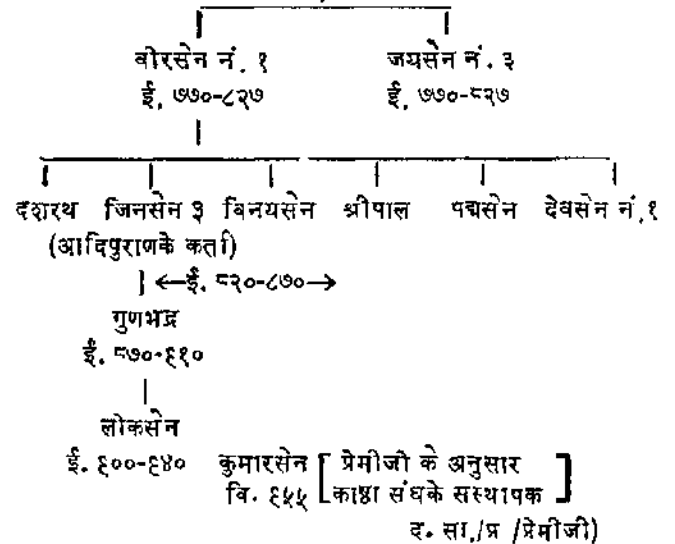 वीरसेन नं. १ जयसेन नं. ३
ई. ७७०-८२७ ई. ७७०-८२७
दशरथ जिनसेन ३ विनयसेन श्रीपाल पद्मसेन देवसेन नं. १
(आदिपुराणके कर्ता)
←ई. ८२०-८७०→
गुणभद्र
ई. ८७०-९१०
लोकसेन
ई. ९००-९४० कुमारसेन [ प्रेमीजी के अनुसार ]
वि. ९५५ [काष्ठा संघके सस्थापक ]
द. सा./प्र /प्रेमीजी)